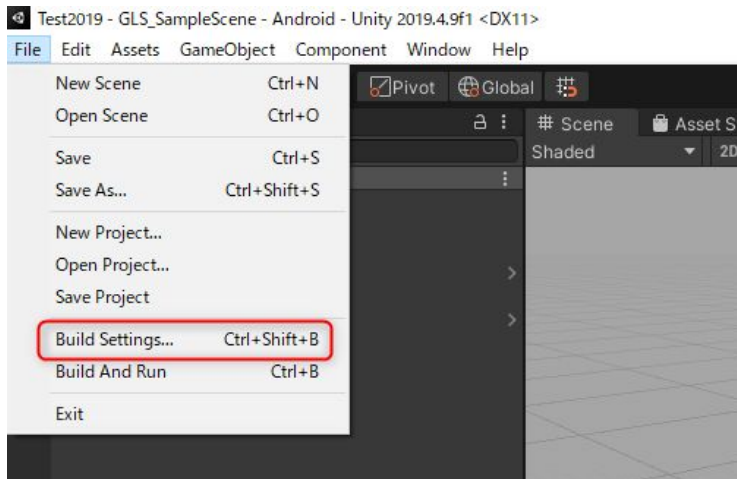 Test2019 - GLS_SampleScene - Android - Unity 2019.4.9f1 <DX11>
File Edit Assets GameObject Component Window Help
Pivot Global
New Scene Ctrl+N
Open Scene Ctrl+O
# Scene Asset S
Shaded 2D
Save Ctrl+S
Save As... Ctrl+Shift+S
New Project...
Open Project...
Save Project
Build Settings... Ctrl+Shift+B
Build And Run Ctrl+B
Exit